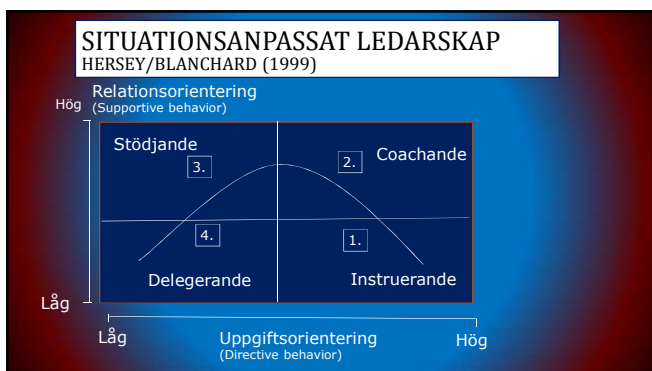 SITUATIONSANPASSAT LEDARSKAP
HERSEY/BLANCHARD (1999)
Relationsorientering
Hög (Supportive behavior)
Stödjande
3.
2.
Coachande
4.
1.
Delegerande
Instruerande
Låg
Låg
Uppgiftsorientering
Hög
(Directive behavior)